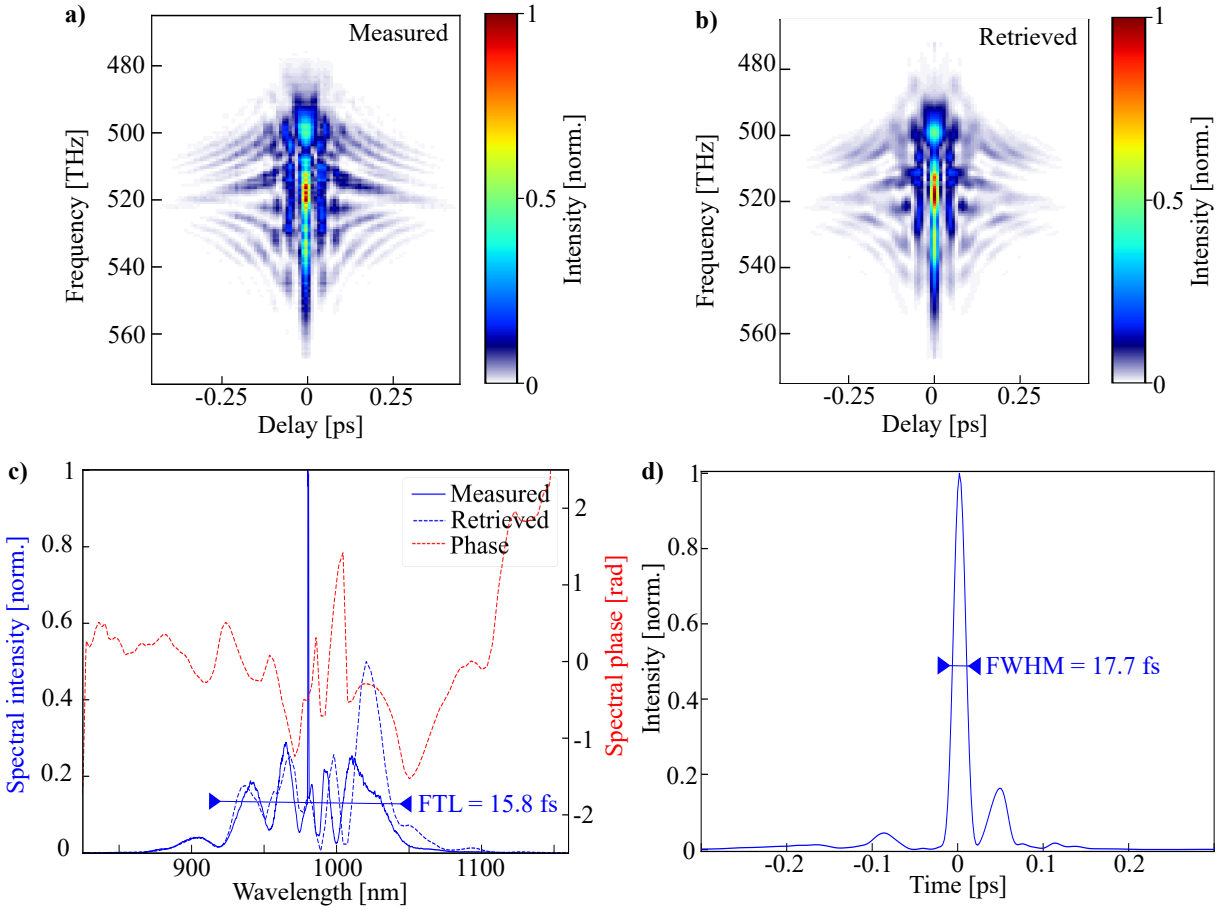 a)
Measured
480
500
520
540
560
Frequency [THz]
-0.25
0
0.25
Delay [ps]
1
0.5
0
Intensity [norm.]
b)
Retrieved
480
500
520
540
560
Frequency [THz]
-0.25
0
0.25
Delay [ps]
1
0.5
0
Intensity [norm.]
c)
1
0.8
0.6
0.4
0.2
0
Spectral intensity [norm.]
Measured
Retrieved
Phase
FTL = 15.8 fs
2
1
0
-1
-2
Spectral phase [rad]
900
1000
1100
Wavelength [nm]
d)
1
0.8
0.6
0.4
0.2
0
Intensity [norm.]
FWHM = 17.7 fs
-0.2
-0.1
0
0.1
0.2
Time [ps]